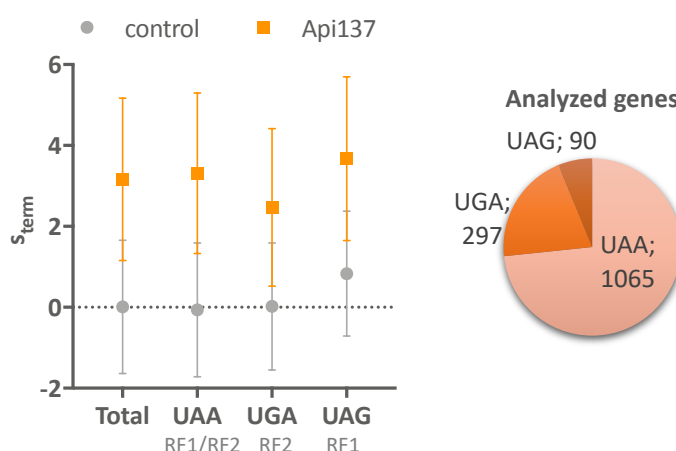 control Api137
6
4
2
0
-2
s_term
Total UAA UGA UAG
RF1/RF2 RF2 RF1
Analyzed genes
UAG; 90
UGA;
297
UAA;
1065